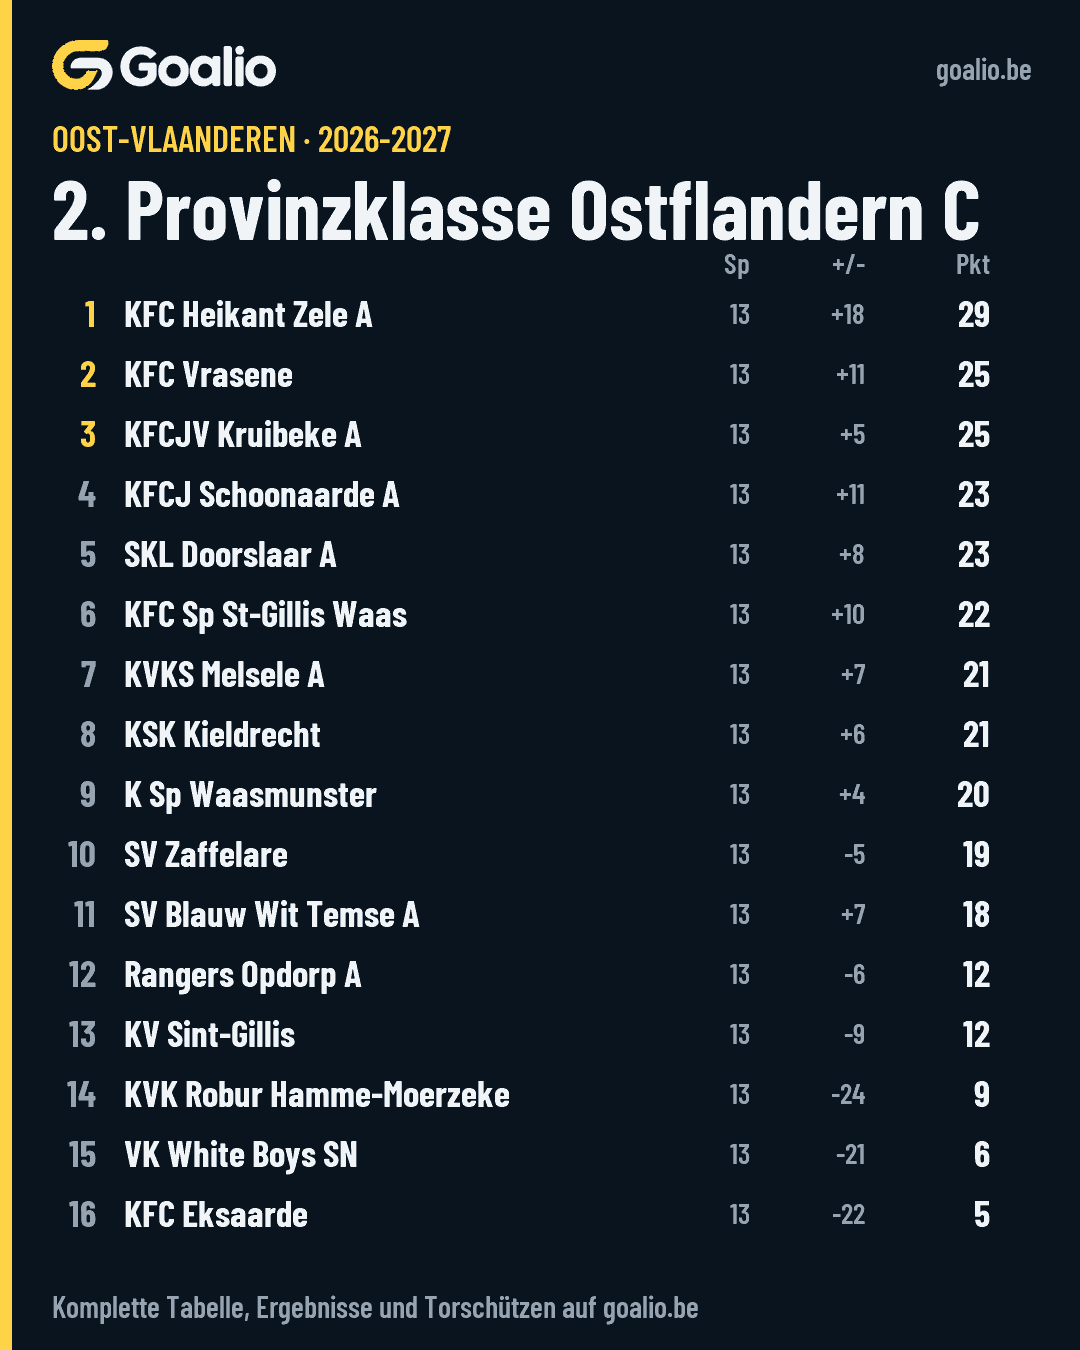 Goalio goalio.be
OOST-VLAANDEREN · 2026-2027
2. Provinzklasse Ostflandern C
Sp +/- Pkt
1 KFC Heikant Zele A 13 +18 29
2 KFC Vrasene 13 +11 25
3 KFCJV Kruibeke A 13 +5 25
4 KFCJ Schoonaarde A 13 +11 23
5 SKL Doorslaar A 13 +8 23
6 KFC Sp St-Gillis Waas 13 +10 22
7 KVKS Melsele A 13 +7 21
8 KSK Kieldrecht 13 +6 21
9 K Sp Waasmunster 13 +4 20
10 SV Zaffelare 13 -5 19
11 SV Blauw Wit Temse A 13 +7 18
12 Rangers Opdorp A 13 -6 12
13 KV Sint-Gillis 13 -9 12
14 KVK Robur Hamme-Moerzeke 13 -24 9
15 VK White Boys SN 13 -21 6
16 KFC Eksaarde 13 -22 5
Komplette Tabelle, Ergebnisse und Torschützen auf goalio.be